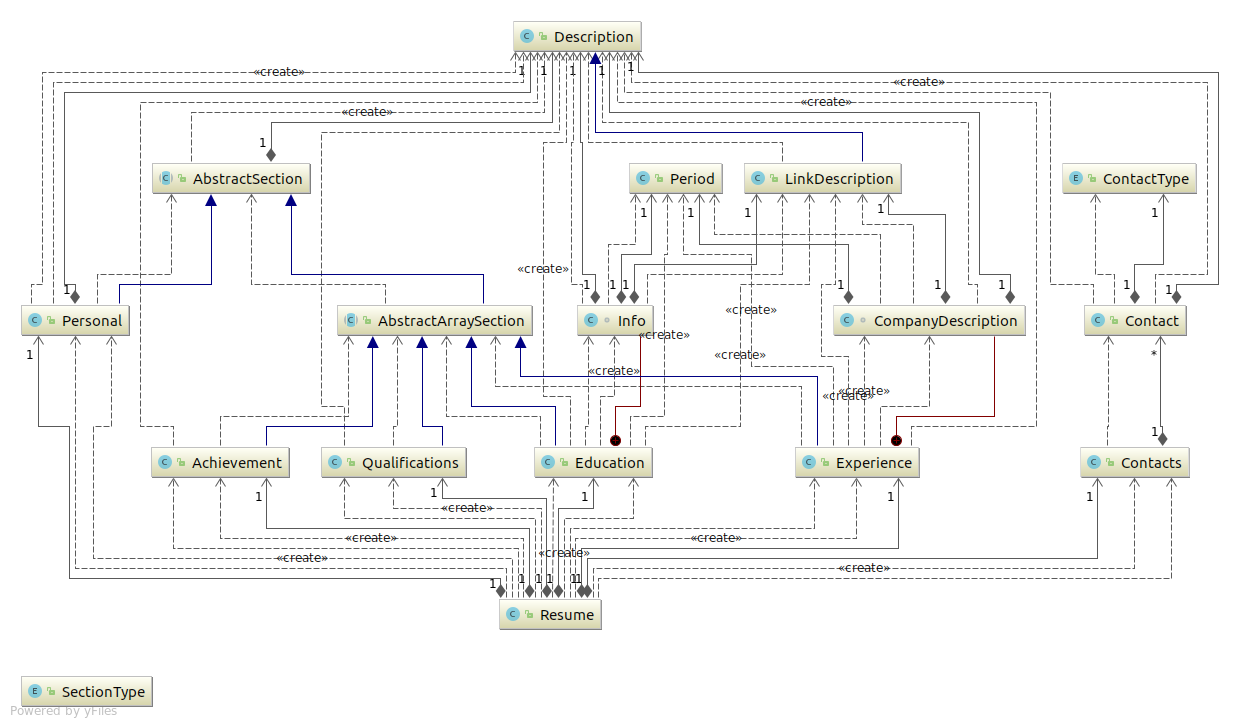 C Description
1 1 1 1 1
«create»
«create»
«create»
«create»
1
C AbstractSection
C Period
C LinkDescription
E ContactType
1 1 1 1 1
«create»
1 1 1 1 1 1 1 1
C Personal
C AbstractArraySection
C Info
C CompanyDescription
C Contact
«create»
«create»
1
«create»
*
«create»
«create»
«create»
1
C Achievement
C Qualifications
C Education
C Experience
C Contacts
1 1 1 1 1
«create»
«create»
«create»
«create»
«create»
«create»
1 1 1 1 1 1
C Resume
E SectionType
Powered by yFiles